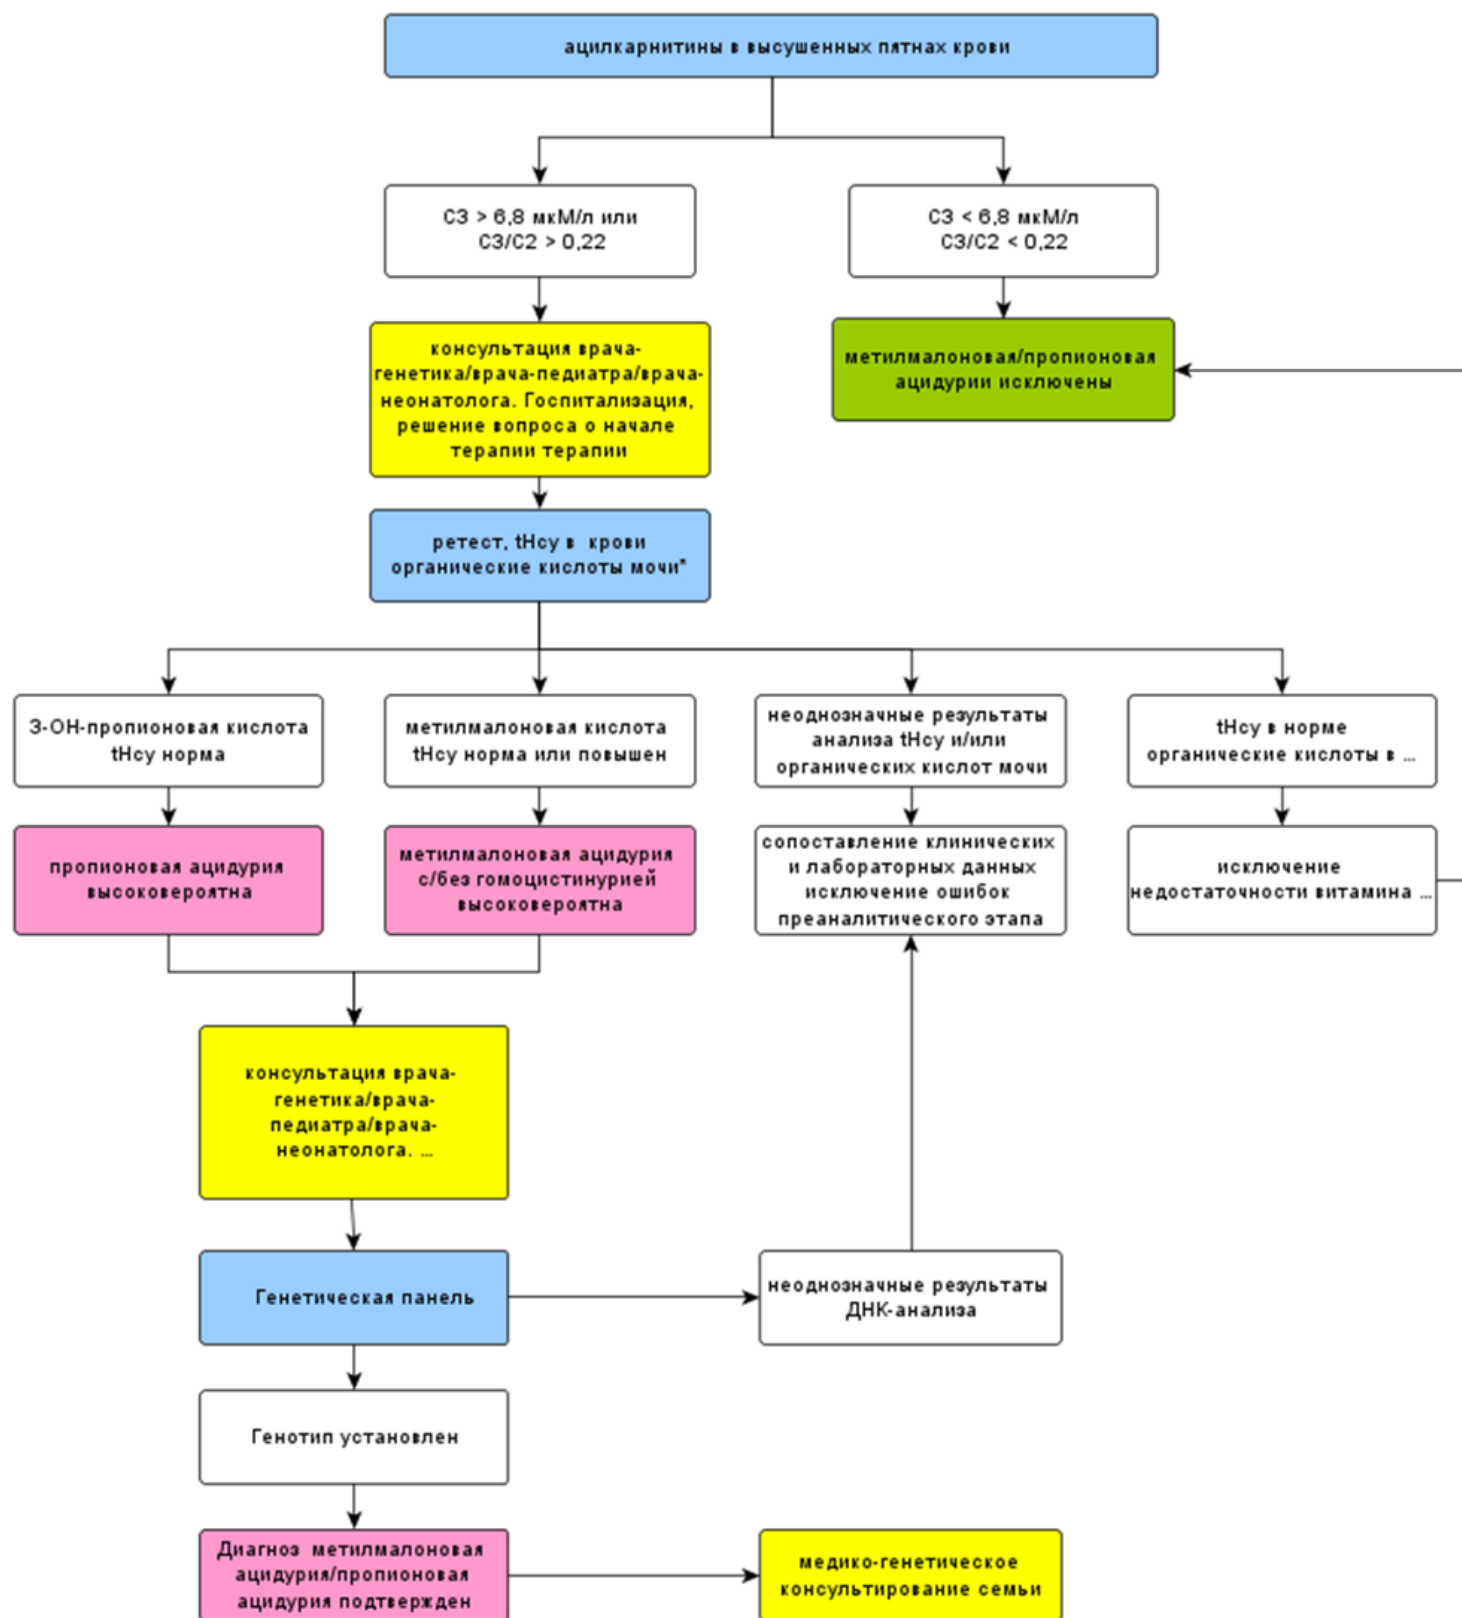 ацилкарнитины в высушенных пятнах крови
С3 > 6,8 мкМ/л или
С3/С2 > 0,22
С3 < 6,8 мкМ/л
С3/С2 < 0,22
консультация врача-
генетика/врача-педиатра/врача-
неонатолога. Госпитализация,
решение вопроса о начале
терапии терапии
метилмалоновая/пропионовая
ацидурии исключены
ретест, tHcy в крови
органические кислоты мочи*
3-ОН-пропионовая кислота
tHcy норма
метилмалоновая кислота
tHcy норма или повышен
неоднозначные результаты
анализа tHcy и/или
органических кислот мочи
tHcy в норме
органические кислоты в ...
пропионовая ацидурия
высоковероятна
метилмалоновая ацидурия
с/без гомоцистинурией
высоковероятна
сопоставление клинических
и лабораторных данных
исключение ошибок
преаналитического этапа
исключение
недостаточности витамина ...
консультация врача-
генетика/врача-
педиатра/врача-
неонатолога. ...
Генетическая панель
неоднозначные результаты
ДНК-анализа
Генотип установлен
Диагноз метилмалоновая
ацидурия/пропионовая
ацидурия подтвержден
медико-генетическое
консультирование семьи